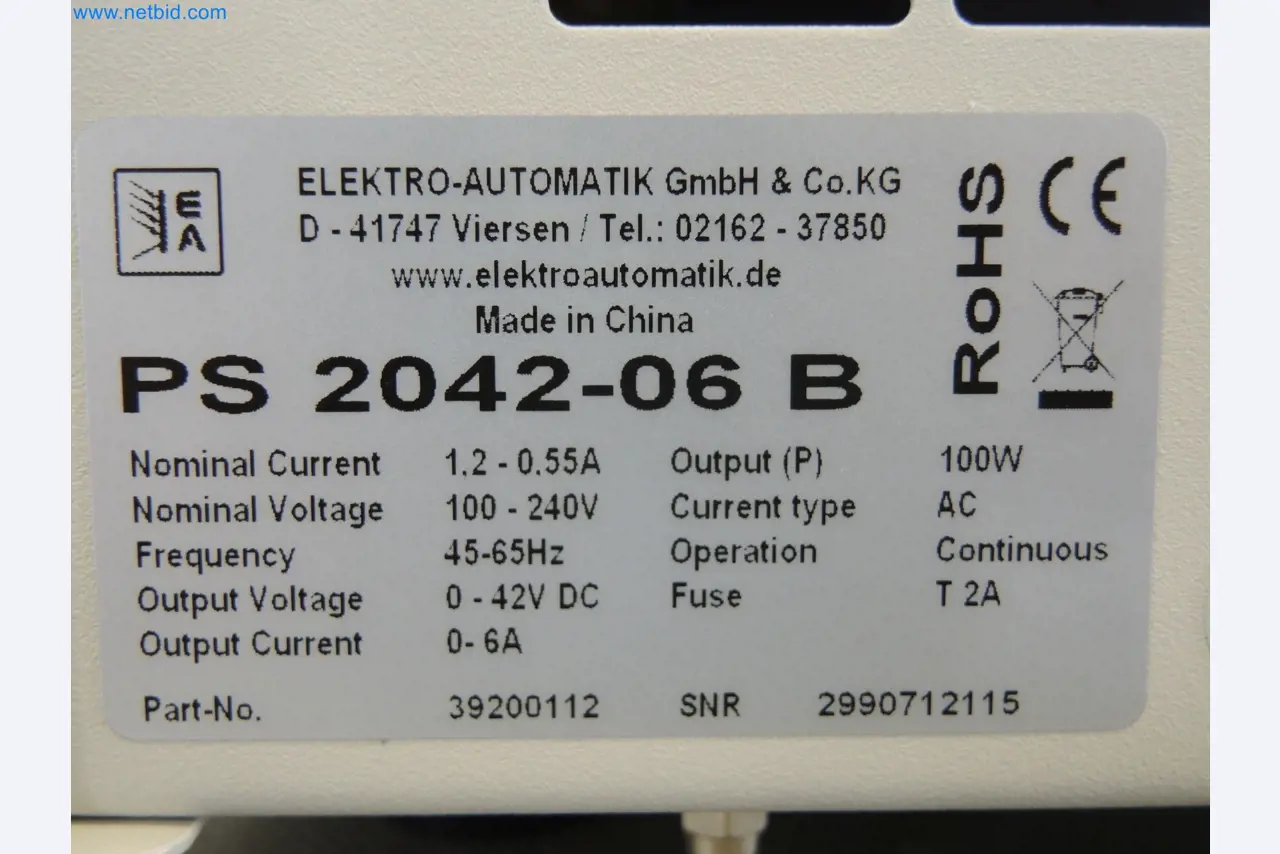 www.netbid.com
EA
ELEKTRO-AUTOMATIK GmbH & Co.KG
D - 41747 Viersen / Tel.: 02162 - 37850
www.elektroautomatik.de
Made in China
RoHS
CE
PS 2042-06 B
Nominal Current 1.2 - 0.55A Output (P) 100W
Nominal Voltage 100 - 240V Current type AC
Frequency 45-65Hz Operation Continuous
Output Voltage 0 - 42V DC Fuse T 2A
Output Current 0- 6A
Part-No. 39200112 SNR 2990712115